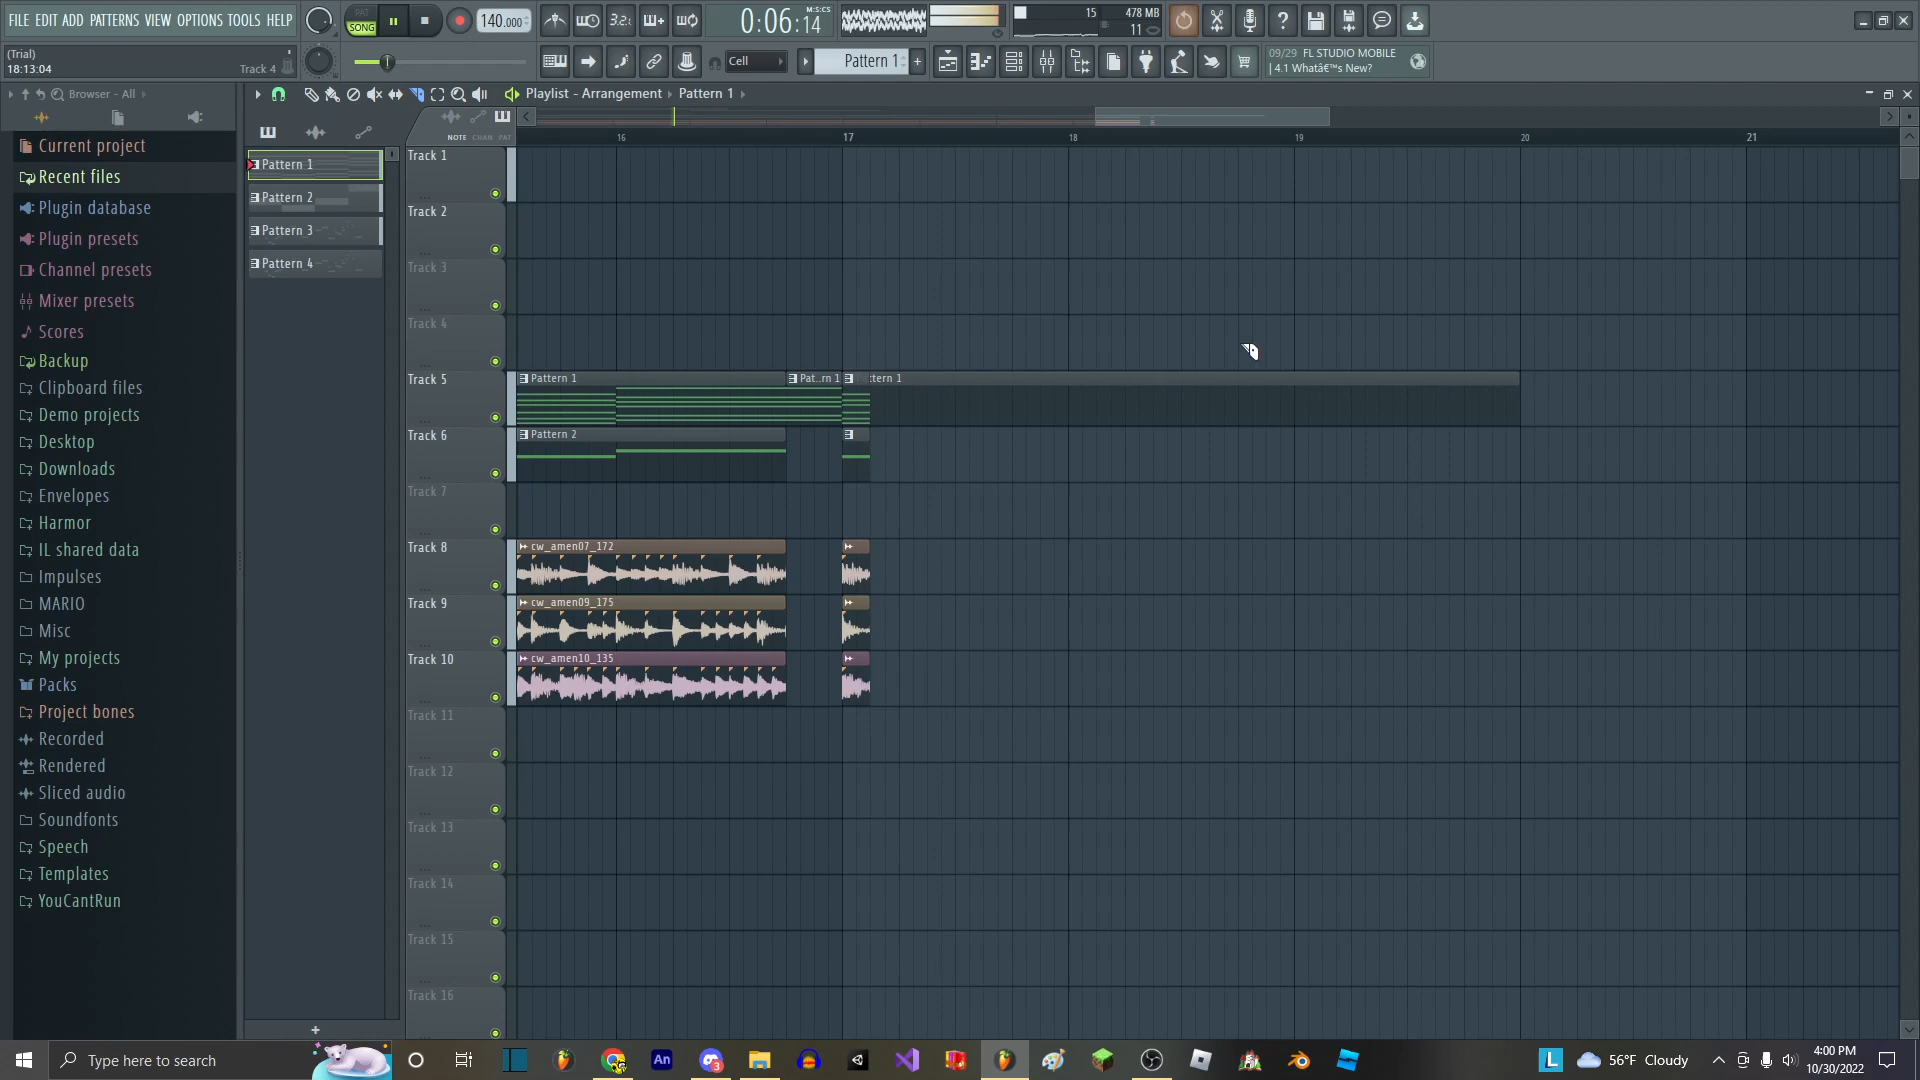 FILE EDIT ADD PATTERNS VIEW OPTIONS TOOLS HELP
PAT
SONG
140.000
3.2.
0:06:14
M:S:CS
15
478 MB
11
(Trial)
18:13:04
Track 4
Cell
Pattern 1
+
09/29 FL STUDIO MOBILE
| 4.1 Whatâ€™s New?
Browser - All
Playlist - Arrangement › Pattern 1 ›
NOTE CHAN PAT
16
17
18
19
20
21
Current project
Recent files
Plugin database
Plugin presets
Channel presets
Mixer presets
Scores
Backup
Clipboard files
Demo projects
Desktop
Downloads
Envelopes
Harmor
IL shared data
Impulses
MARIO
Misc
My projects
Packs
Project bones
Recorded
Rendered
Sliced audio
Soundfonts
Speech
Templates
YouCantRun
Pattern 1
Pattern 2
Pattern 3
Pattern 4
+
Track 1
Track 2
Track 3
Track 4
Track 5
Pattern 1
Pat..rn 1
ttern 1
Track 6
Pattern 2
Track 7
Track 8
cw_amen07_172
Track 9
cw_amen09_175
Track 10
cw_amen10_135
Track 11
Track 12
Track 13
Track 14
Track 15
Track 16
Type here to search
An
3
L
56°F Cloudy
4:00 PM
10/30/2022